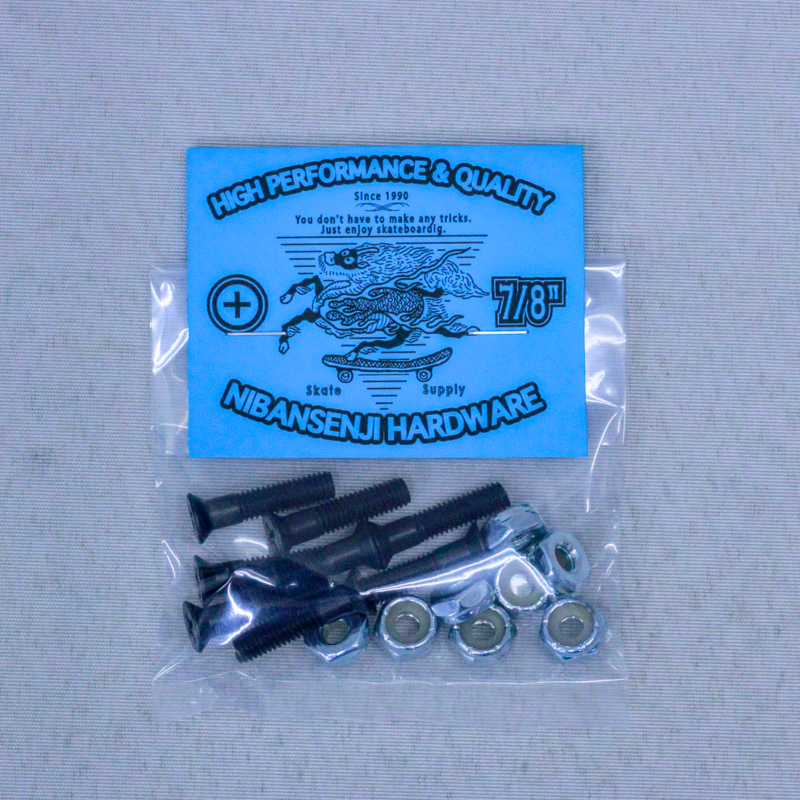 HIGH PERFORMANCE & QUALITY
Since 1990
You don't have to make any tricks.
Just enjoy skateboardig.
7/8"
Skate Supply
NIBANSENJI HARDWARE